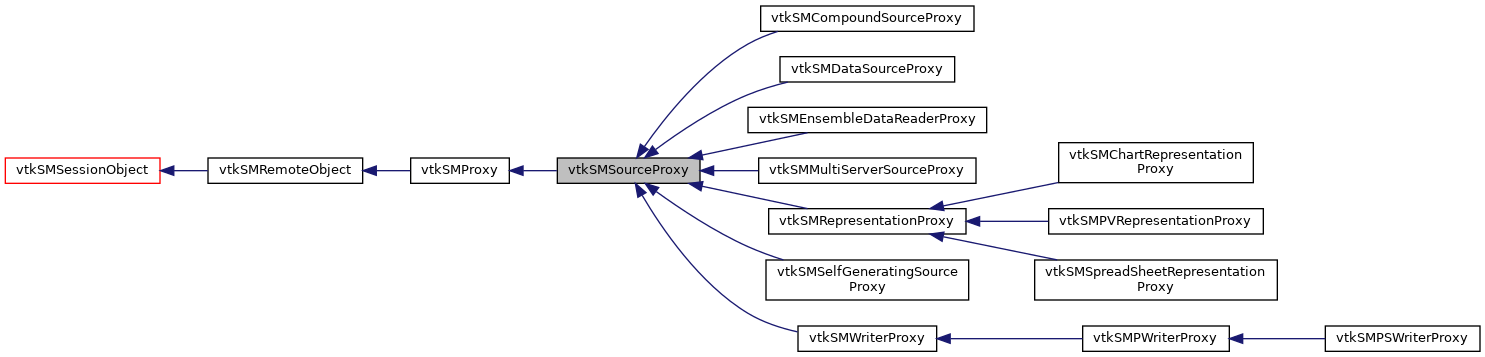 vtkSMCompoundSourceProxy
vtkSMDataSourceProxy
vtkSMEnsembleDataReaderProxy
vtkSMSessionObject
vtkSMRemoteObject
vtkSMProxy
vtkSMSourceProxy
vtkSMMultiServerSourceProxy
vtkSMChartRepresentation
Proxy
vtkSMRepresentationProxy
vtkSMPVRepresentationProxy
vtkSMSelfGeneratingSource
Proxy
vtkSMSpreadSheetRepresentation
Proxy
vtkSMWriterProxy
vtkSMPWriterProxy
vtkSMPSWriterProxy